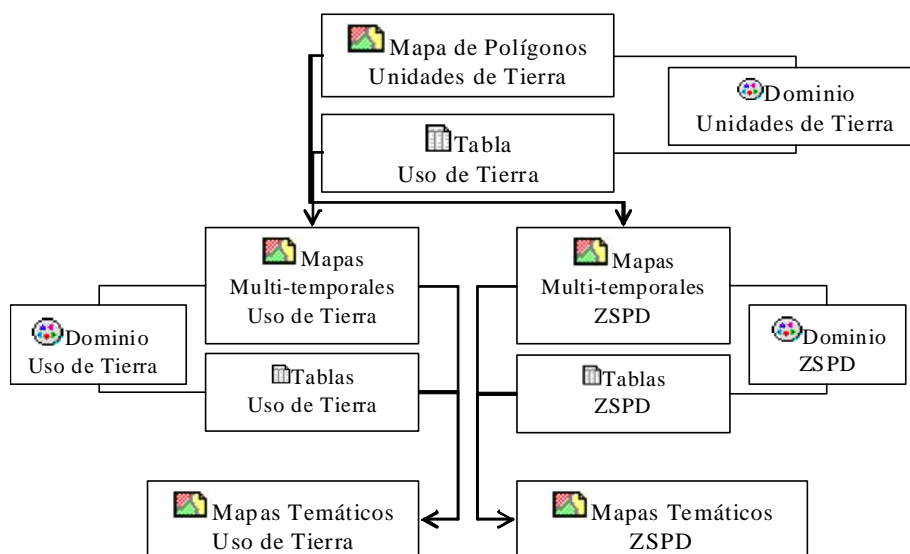 Mapa de Polígonos
Unidades de Tierra
Dominio
Unidades de Tierra
Tabla
Uso de Tierra
Mapas
Multi-temporales
Uso de Tierra
Mapas
Multi-temporales
ZSPD
Dominio
Uso de Tierra
Dominio
ZSPD
Tablas
Uso de Tierra
Tablas
ZSPD
Mapas Temáticos
Uso de Tierra
Mapas Temáticos
ZSPD